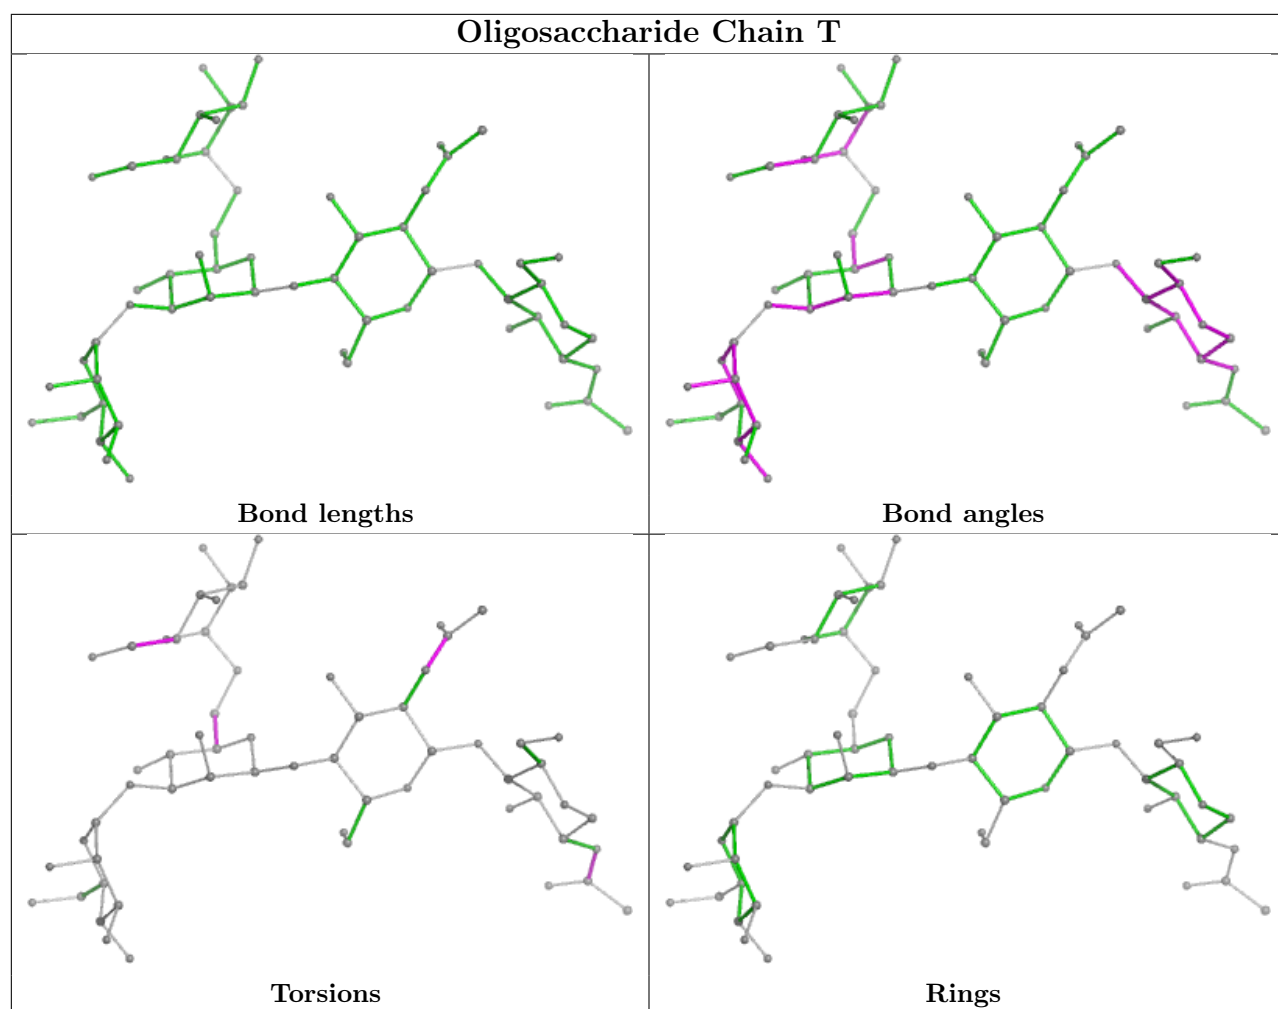 Oligosaccharide Chain T
Bond lengths
Bond angles
Torsions
Rings